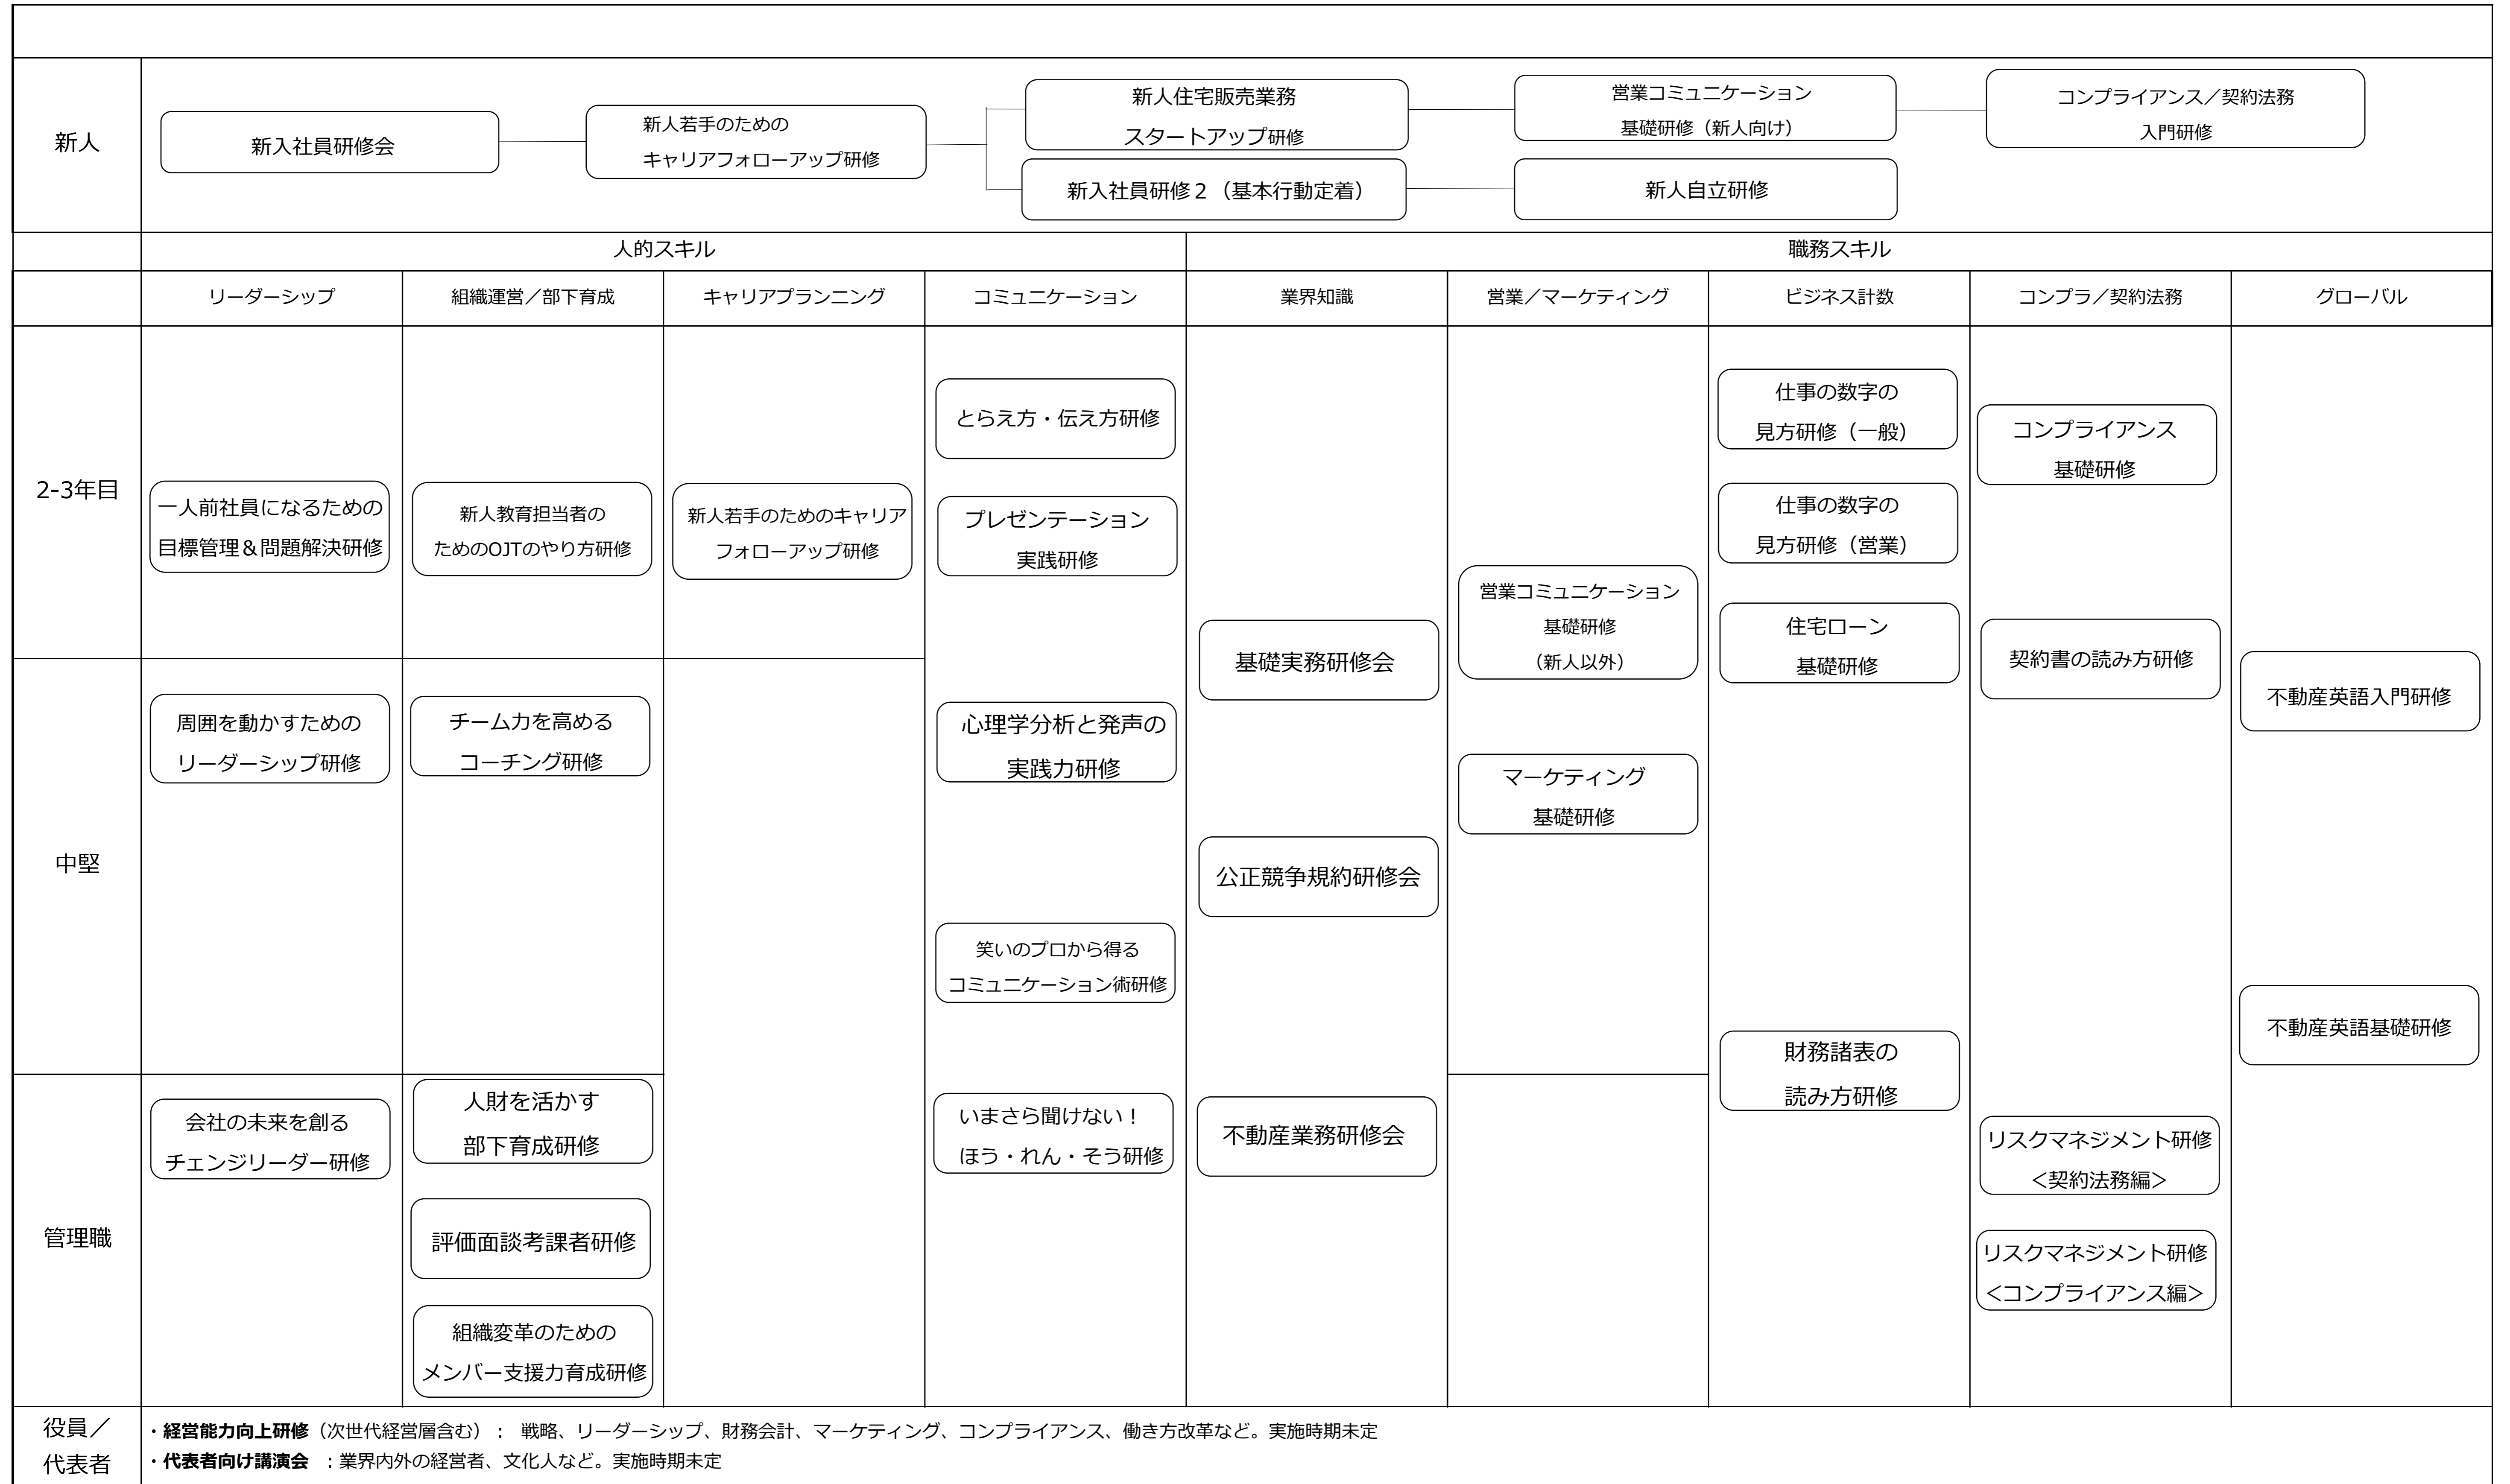 新人
新入社員研修会
新人若手のための
キャリアフォローアップ研修
新人住宅販売業務
スタートアップ研修
営業コミュニケーション
基礎研修（新人向け）
コンプライアンス／契約法務
入門研修
新入社員研修２（基本行動定着）
新人自立研修
人的スキル
職務スキル
リーダーシップ
組織運営／部下育成
キャリアプランニング
コミュニケーション
業界知識
営業／マーケティング
ビジネス計数
コンプラ／契約法務
グローバル
2-3年目
一人前社員になるための
目標管理＆問題解決研修
新人教育担当者の
ためのOJTのやり方研修
新人若手のためのキャリア
フォローアップ研修
とらえ方・伝え方研修
プレゼンテーション
実践研修
基礎実務研修会
営業コミュニケーション
基礎研修
（新人以外）
仕事の数字の
見方研修（一般）
仕事の数字の
見方研修（営業）
住宅ローン
基礎研修
コンプライアンス
基礎研修
契約書の読み方研修
不動産英語入門研修
中堅
周囲を動かすための
リーダーシップ研修
チーム力を高める
コーチング研修
心理学分析と発声の
実践力研修
笑いのプロから得る
コミュニケーション術研修
公正競争規約研修会
マーケティング
基礎研修
財務諸表の
読み方研修
不動産英語基礎研修
管理職
会社の未来を創る
チェンジリーダー研修
人財を活かす
部下育成研修
評価面談考課者研修
組織変革のための
メンバー支援力育成研修
いまさら聞けない！
ほう・れん・そう研修
不動産業務研修会
リスクマネジメント研修
＜契約法務編＞
リスクマネジメント研修
＜コンプライアンス編＞
役員／
代表者
・経営能力向上研修（次世代経営層含む）：　戦略、リーダーシップ、財務会計、マーケティング、コンプライアンス、働き方改革など。実施時期未定
・代表者向け講演会　：業界内外の経営者、文化人など。実施時期未定